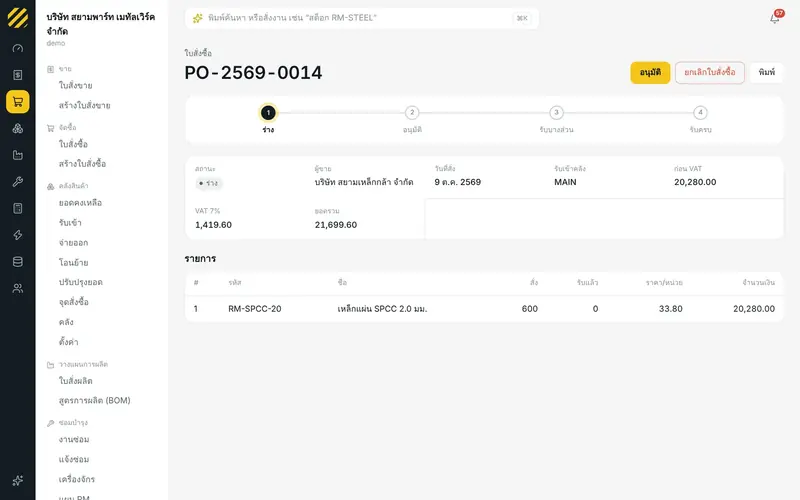 บริษัท สยามพาร์ท เมทัลเวิร์ค จำกัด
demo
ขาย
ใบสั่งขาย
สร้างใบสั่งขาย
จัดซื้อ
ใบสั่งซื้อ
สร้างใบสั่งซื้อ
คลังสินค้า
ยอดคงเหลือ
รับเข้า
จ่ายออก
โอนย้าย
ปรับปรุงยอด
จุดสั่งซื้อ
คลัง
ตั้งค่า
วางแผนการผลิต
ใบสั่งผลิต
สูตรการผลิต (BOM)
ซ่อมบำรุง
งานซ่อม
แจ้งซ่อม
เครื่องจักร
แผน PM
พิมพ์ค้นหา หรือสั่งงาน เช่น "สต็อก RM-STEEL"
⌘K
57
ใบสั่งซื้อ
PO-2569-0014
อนุมัติ
ยกเลิกใบสั่งซื้อ
พิมพ์
1 2 3 4
ร่าง อนุมัติ รับบางส่วน รับครบ
สถานะ ผู้ขาย วันที่สั่ง รับเข้าคลัง ก่อน VAT
ร่าง บริษัท สยามเหล็กกล้า จำกัด 9 ต.ค. 2569 MAIN 20,280.00
VAT 7% ยอดรวม
1,419.60 21,699.60
รายการ
# รหัส ชื่อ สั่ง รับแล้ว ราคา/หน่วย จำนวนเงิน
1 RM-SPCC-20 เหล็กแผ่น SPCC 2.0 มม. 600 0 33.80 20,280.00